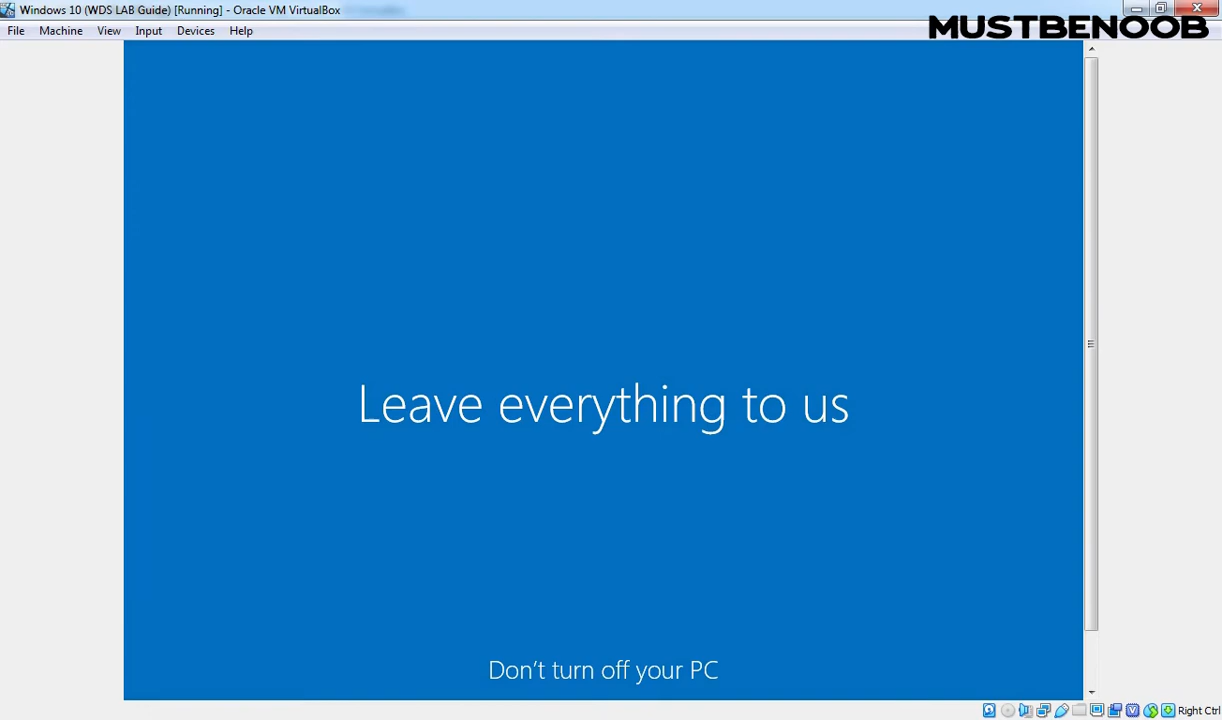 Windows 10 (WDS LAB Guide) [Running] - Oracle VM VirtualBox
MUSTBENOOB
File Machine View Input Devices Help
Leave everything to us
Don't turn off your PC
Right Ctrl